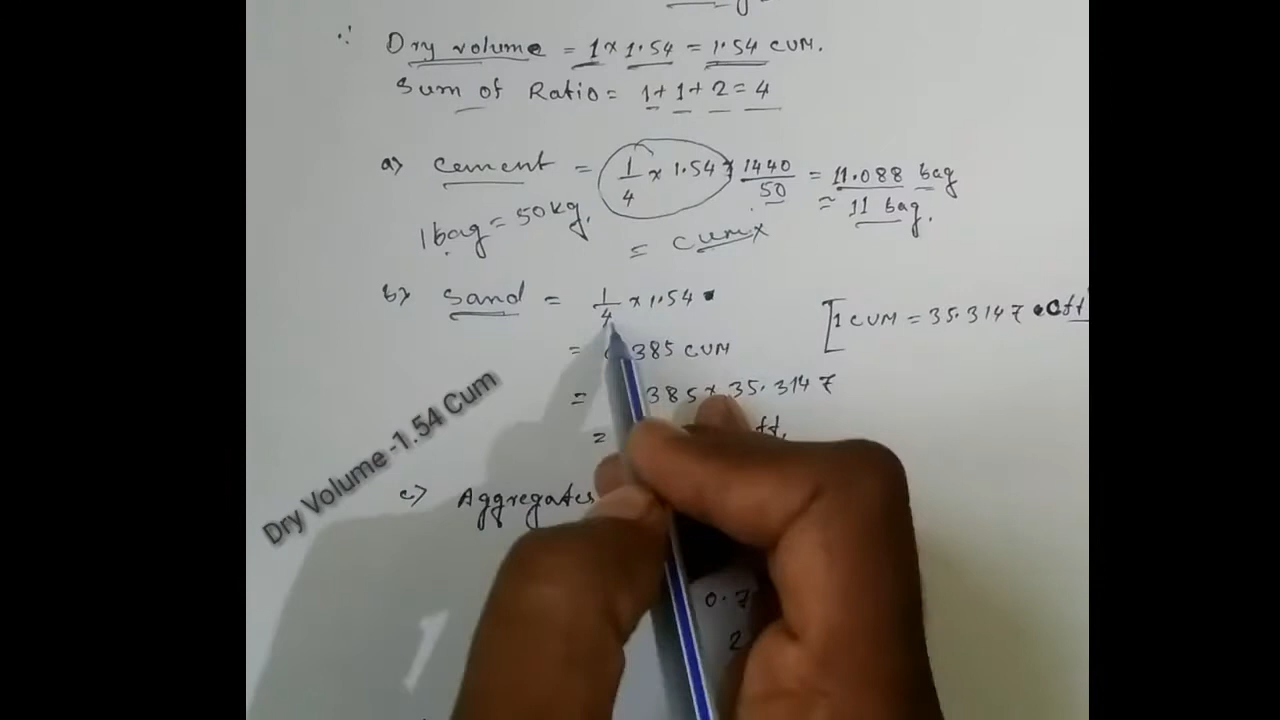 ∵ Dry volume = 1 × 1.54 = 1.54 CUM.
Sum of Ratio = 1 + 1 + 2 = 4
a) Cement = 1/4 × 1.54 × 1440/50 = 11.088 bag
≈ 11 bag.
1 bag = 50 kg.
= cum x
b) Sand = 1/4 × 1.54
[1 CUM = 35.3147 Cft
= 385 CUM
= 385 × 35.3147
= ft.
Dry Volume -1.54 Cum
c) Aggregates
0.7
2